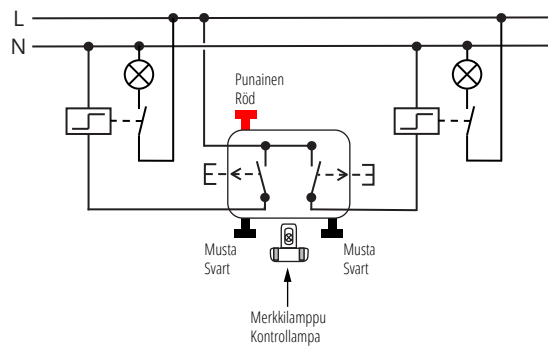 L
N
Punainen
Röd
Musta
Svart
Musta
Svart
Merkkilamppu
Kontrollampa